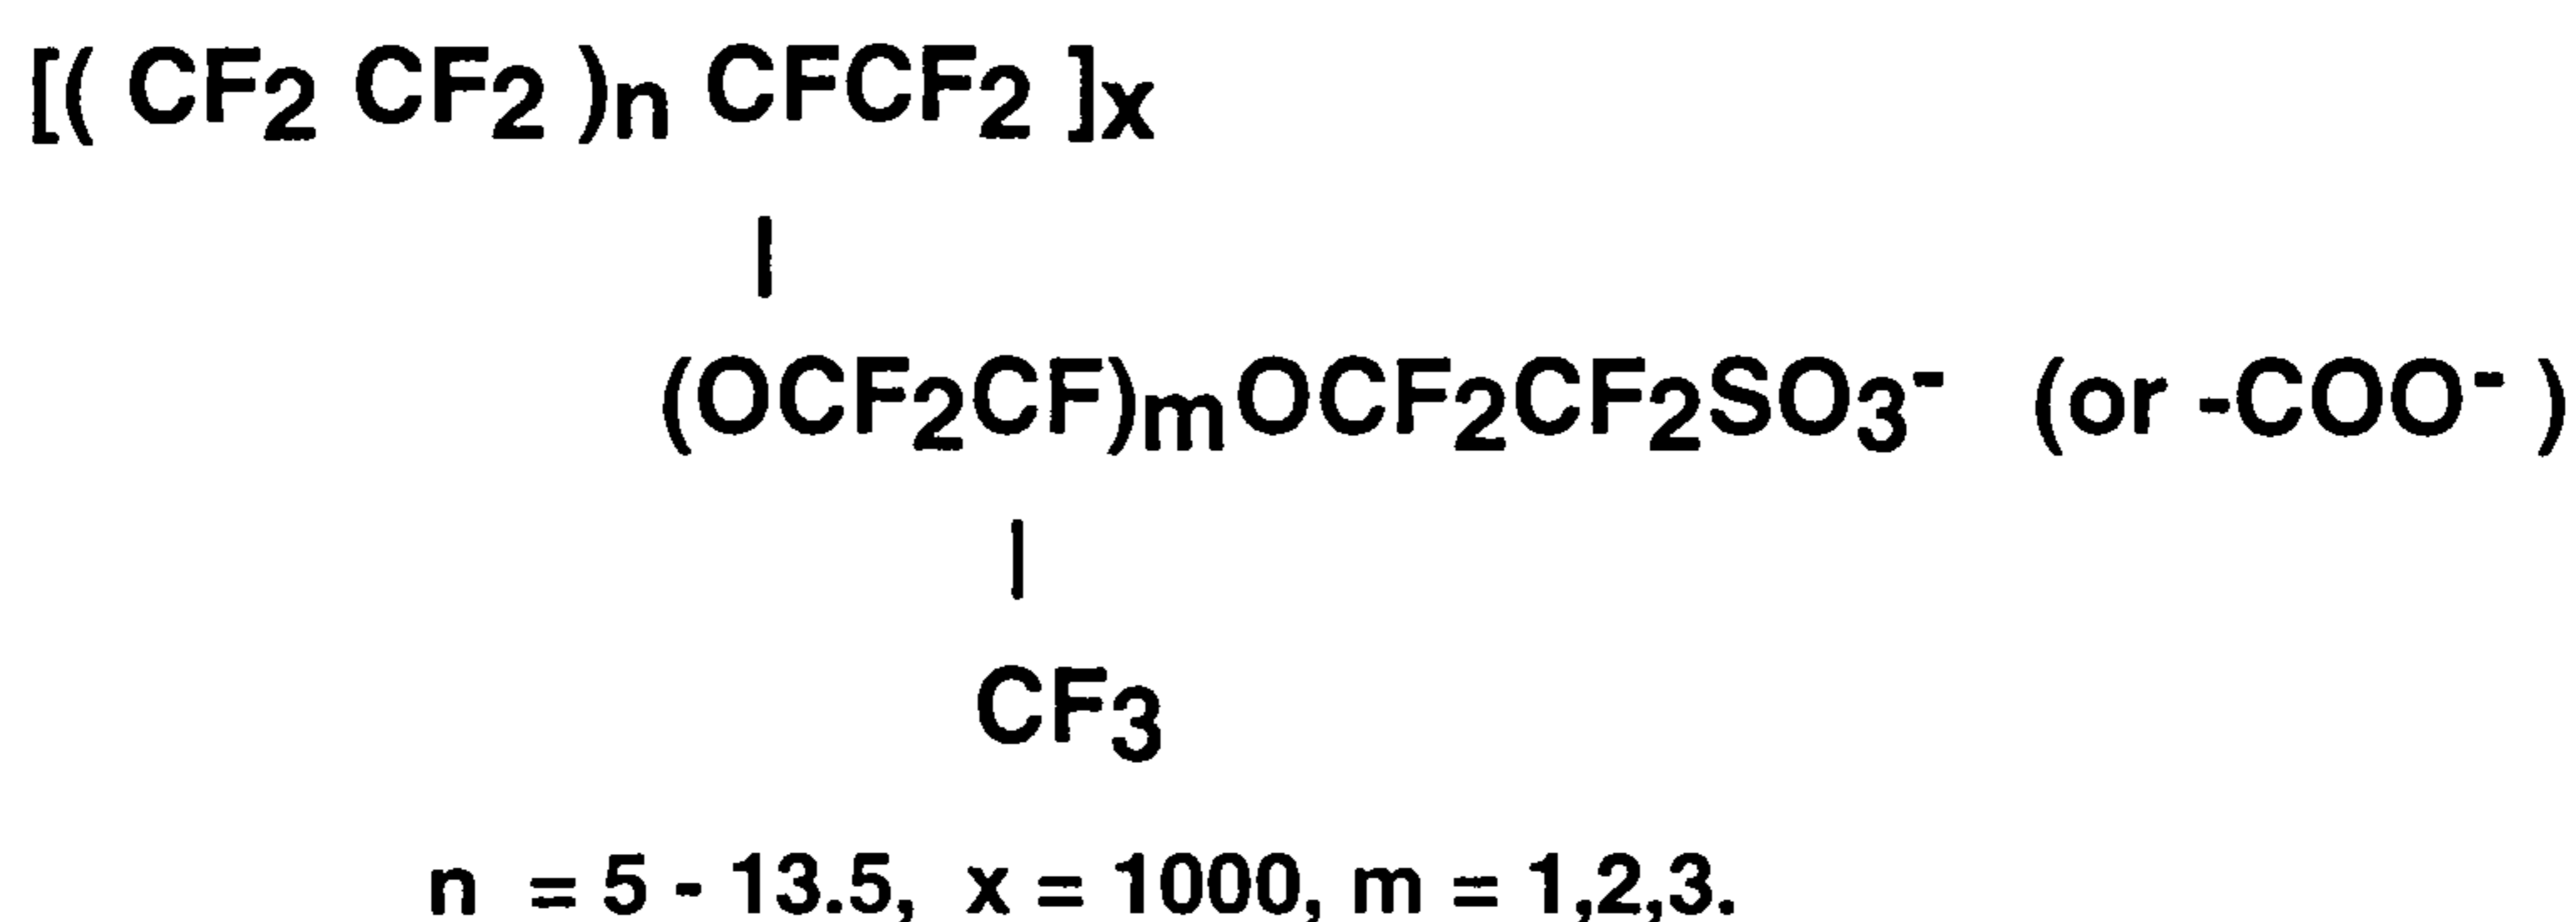 [( CF2 CF2 )n CFCF2 ]x
|
(OCF2CF)mOCF2CF2SO3- (or -COO- )
|
CF3
n = 5 - 13.5, x = 1000, m = 1,2,3.